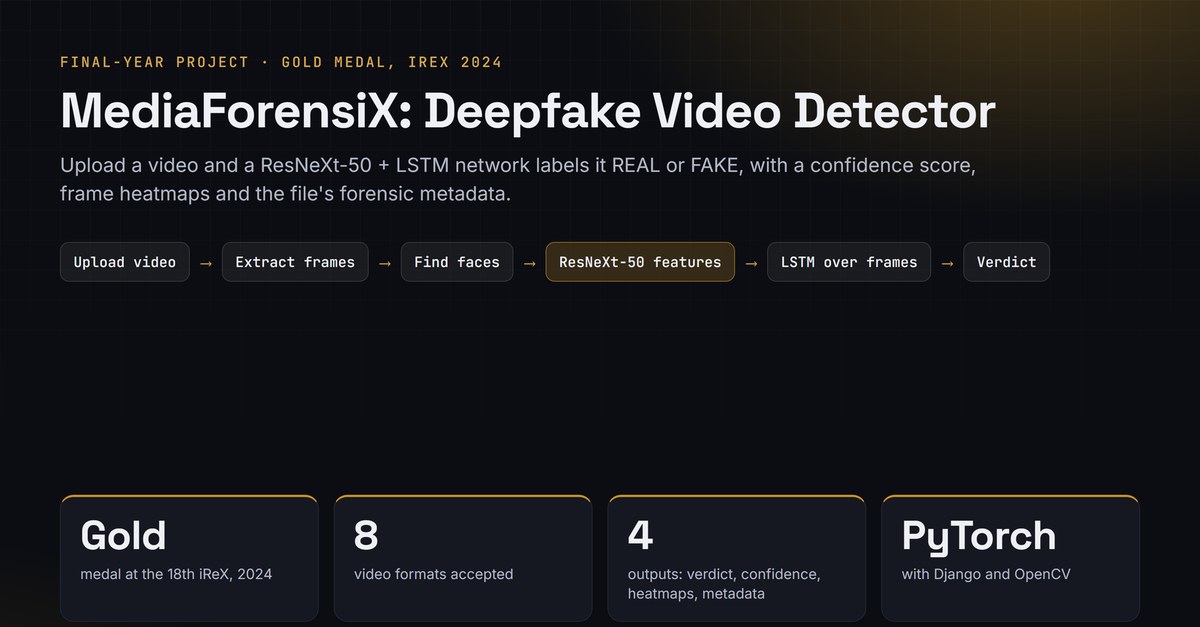 FINAL-YEAR PROJECT · GOLD MEDAL, IREX 2024
MediaForensiX: Deepfake Video Detector
Upload a video and a ResNeXt-50 + LSTM network labels it REAL or FAKE, with a confidence score,
frame heatmaps and the file's forensic metadata.
Upload video → Extract frames → Find faces → ResNeXt-50 features → LSTM over frames → Verdict
Gold
medal at the 18th iReX, 2024
8
video formats accepted
4
outputs: verdict, confidence,
heatmaps, metadata
PyTorch
with Django and OpenCV